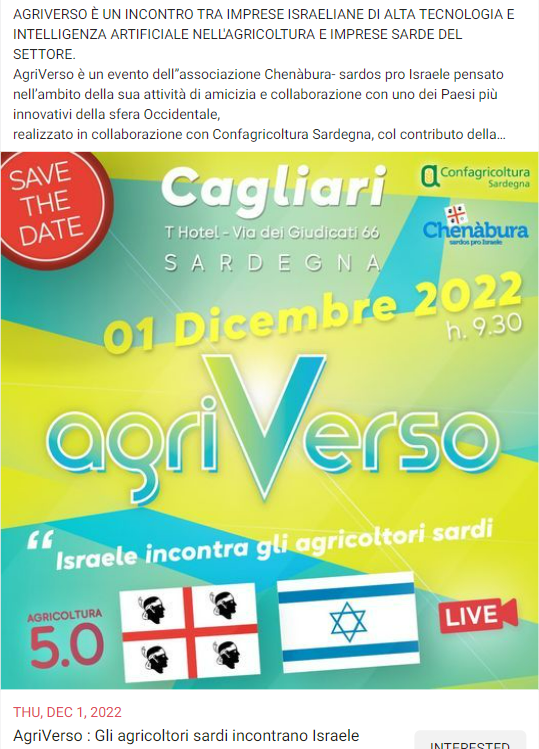 AGRIVERSO È UN INCONTRO TRA IMPRESE ISRAELIANE DI ALTA TECNOLOGIA E
INTELLIGENZA ARTIFICIALE NELL'AGRICOLTURA E IMPRESE SARDE DEL
SETTORE.
AgriVerso è un evento dell"associazione Chenàbura- sardos pro Israele pensato
nell'ambito della sua attività di amicizia e collaborazione con uno dei Paesi più
innovativi della sfera Occidentale,
realizzato in collaborazione con Confagricoltura Sardegna, col contributo della...
SAVE
THE
DATE
Cagliari
T Hotel - Via dei Giudicati 66
SARDEGNA
Confagricoltura
Sardegna
Chenàbura
sardos pro Israele
01 Dicembre 2022
h. 9.30
agriVerso
“Israele incontra gli agricoltori sardi
AGRICOLTURA
5.0
LIVE
THU, DEC 1, 2022
AgriVerso : Gli agricoltori sardi incontrano Israele
INTERESTED